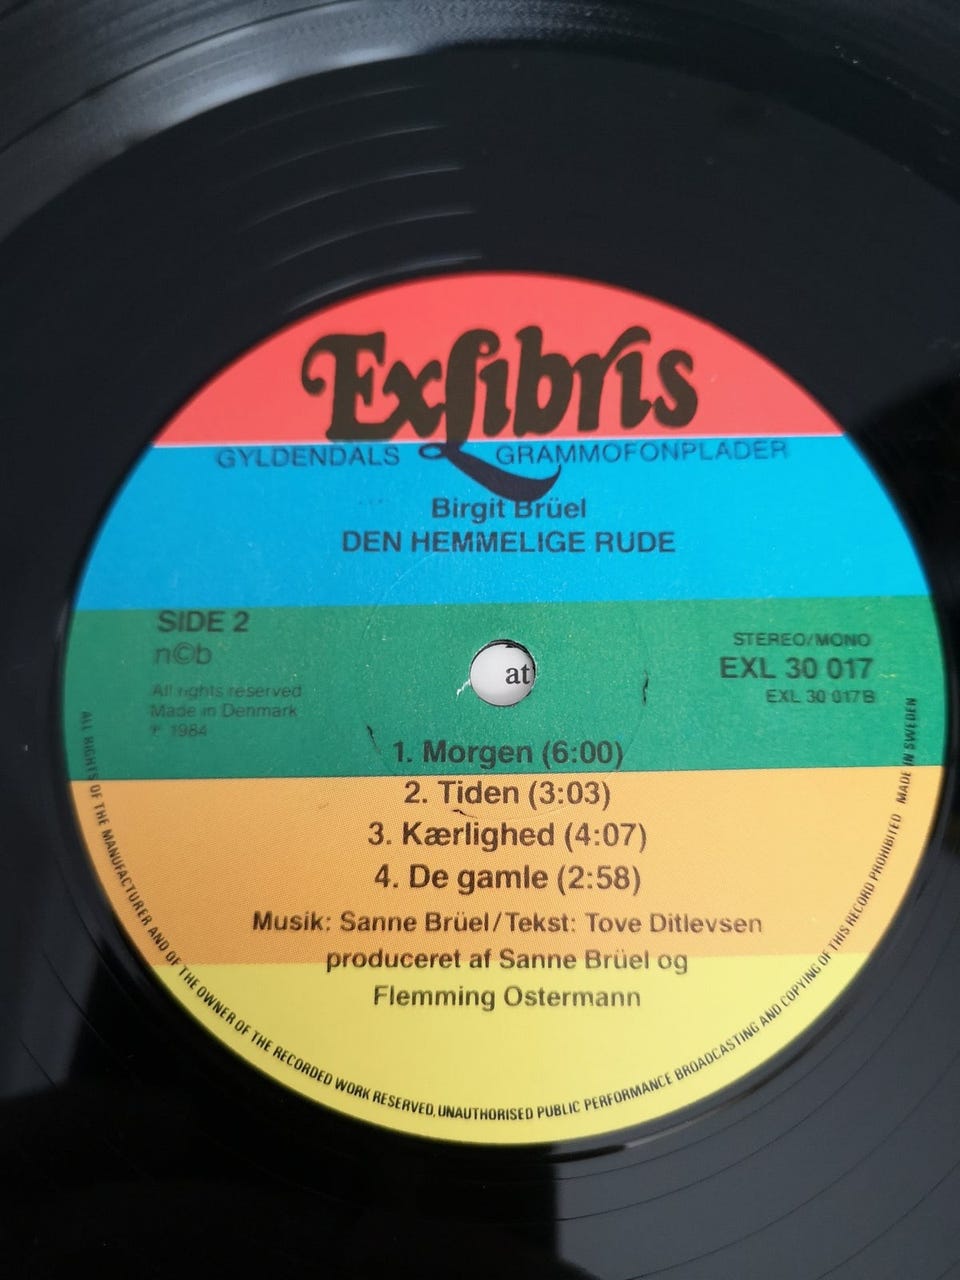 Exlibris
GYLDENDALS GRAMMOFONPLADER
Birgit Brüel
DEN HEMMELIGE RUDE
SIDE 2
n©b
All rights reserved
Made in Denmark
℗ 1984
STEREO/MONO
EXL 30 017
EXL 30 017 B
at
1. Morgen (6:00)
2. Tiden (3:03)
3. Kærlighed (4:07)
4. De gamle (2:58)
Musik: Sanne Brüel/Tekst: Tove Ditlevsen
produceret af Sanne Brüel og
Flemming Ostermann
ALL RIGHTS OF THE MANUFACTURER AND OF THE OWNER OF THE RECORDED WORK RESERVED, UNAUTHORISED PUBLIC PERFORMANCE BROADCASTING AND COPYING OF THIS RECORD PROHIBITED MADE IN SWEDEN